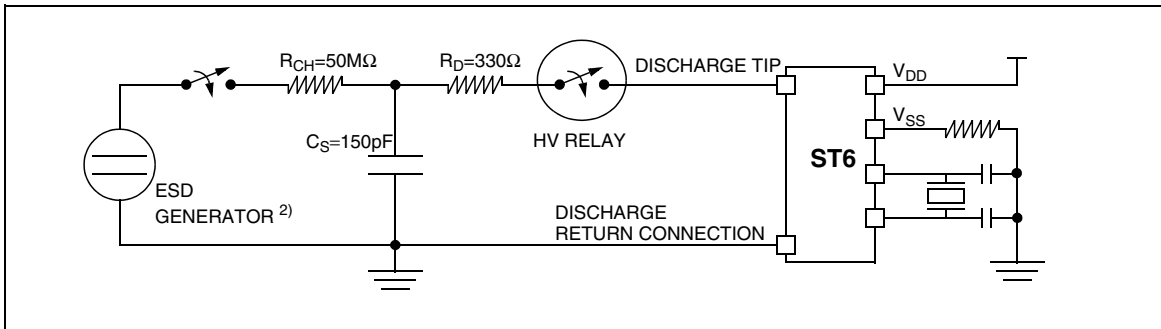 R_CH=50MΩ
R_D=330Ω
DISCHARGE TIP
V_DD
V_SS
C_S=150pF
HV RELAY
ST6
ESD
GENERATOR 2)
DISCHARGE
RETURN CONNECTION